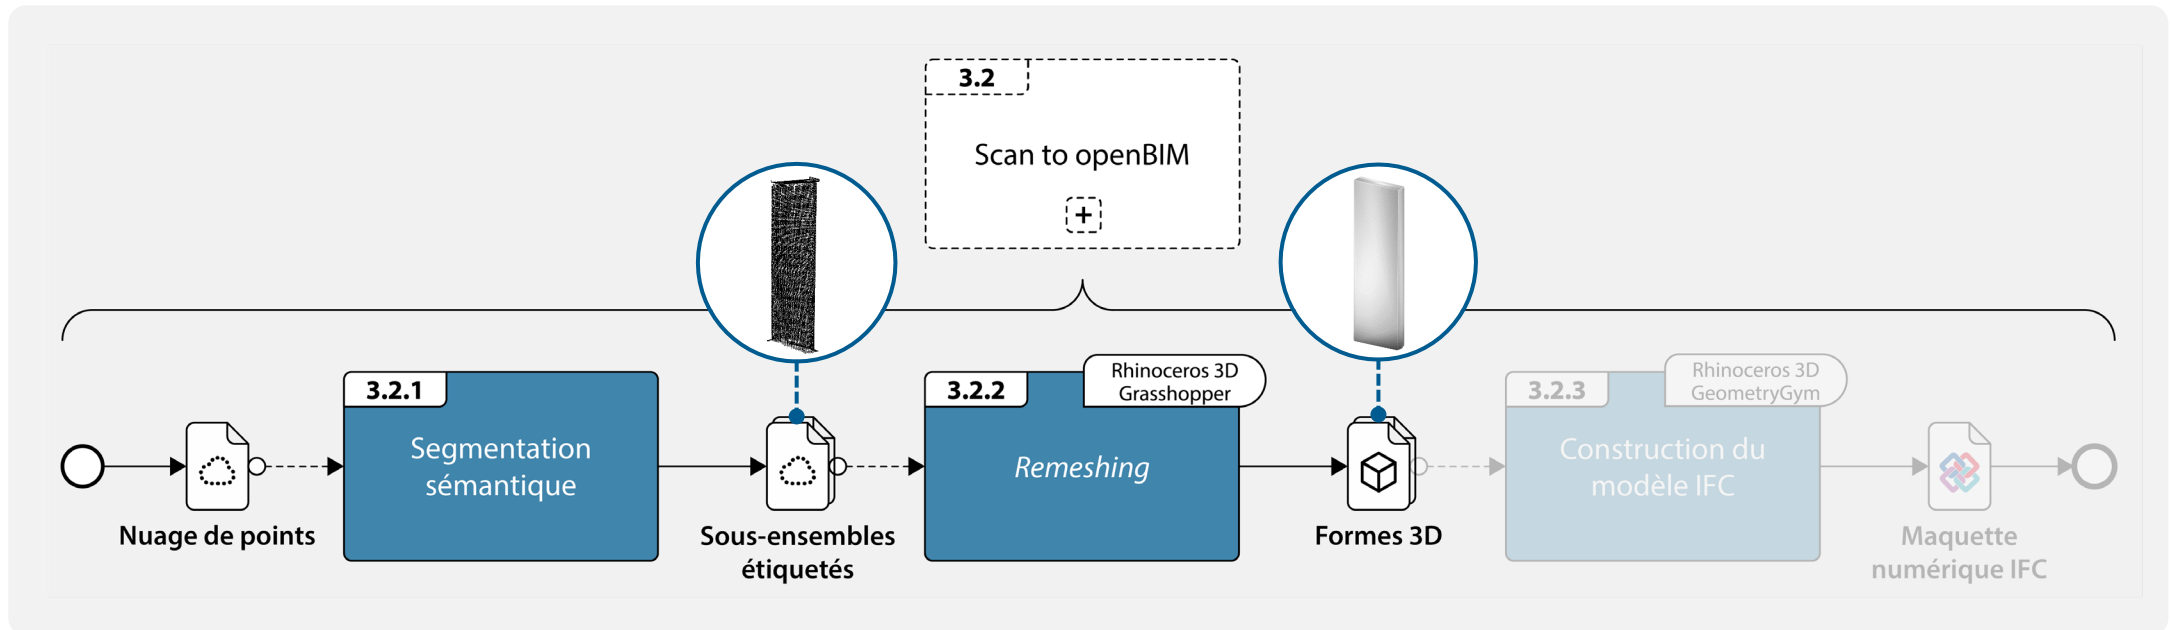 3.2
Scan to openBIM
+
3.2.1
Segmentation
sémantique
3.2.2
Rhinoceros 3D
Grasshopper
Remeshing
3.2.3
Rhinoceros 3D
GeometryGym
Construction du
modèle IFC
Nuage de points
Sous-ensembles
étiquetés
Formes 3D
Maquette
numérique IFC